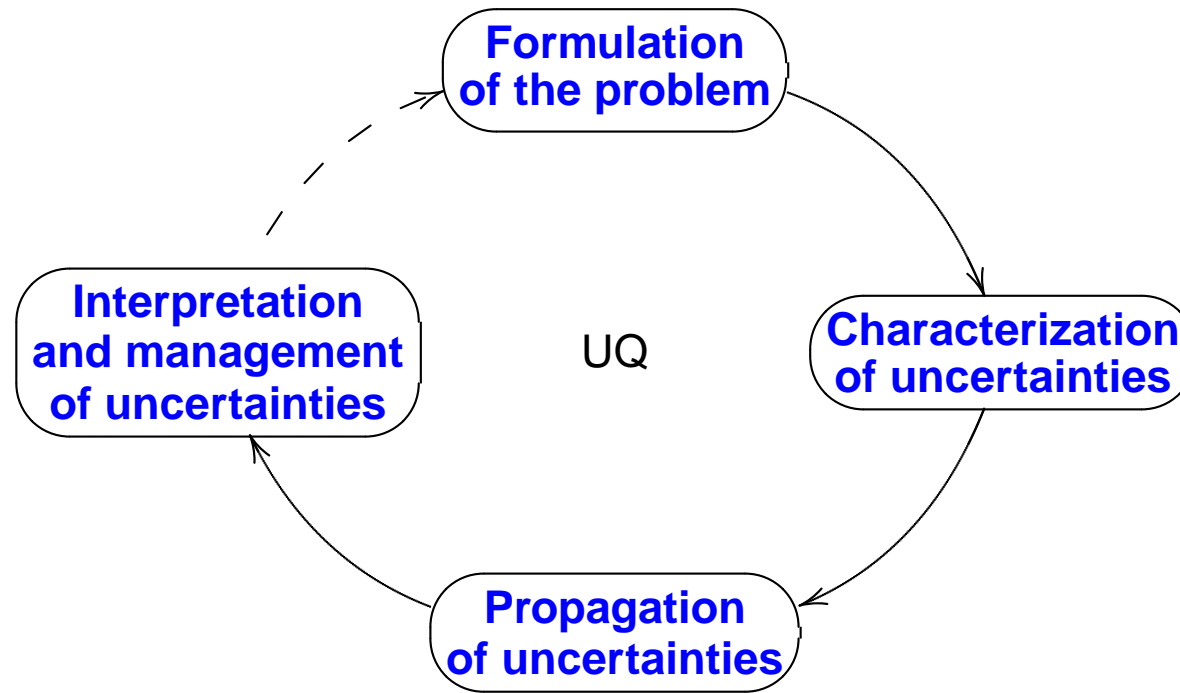 Formulation
of the problem
Characterization
of uncertainties
Propagation
of uncertainties
Interpretation
and management
of uncertainties
UQ